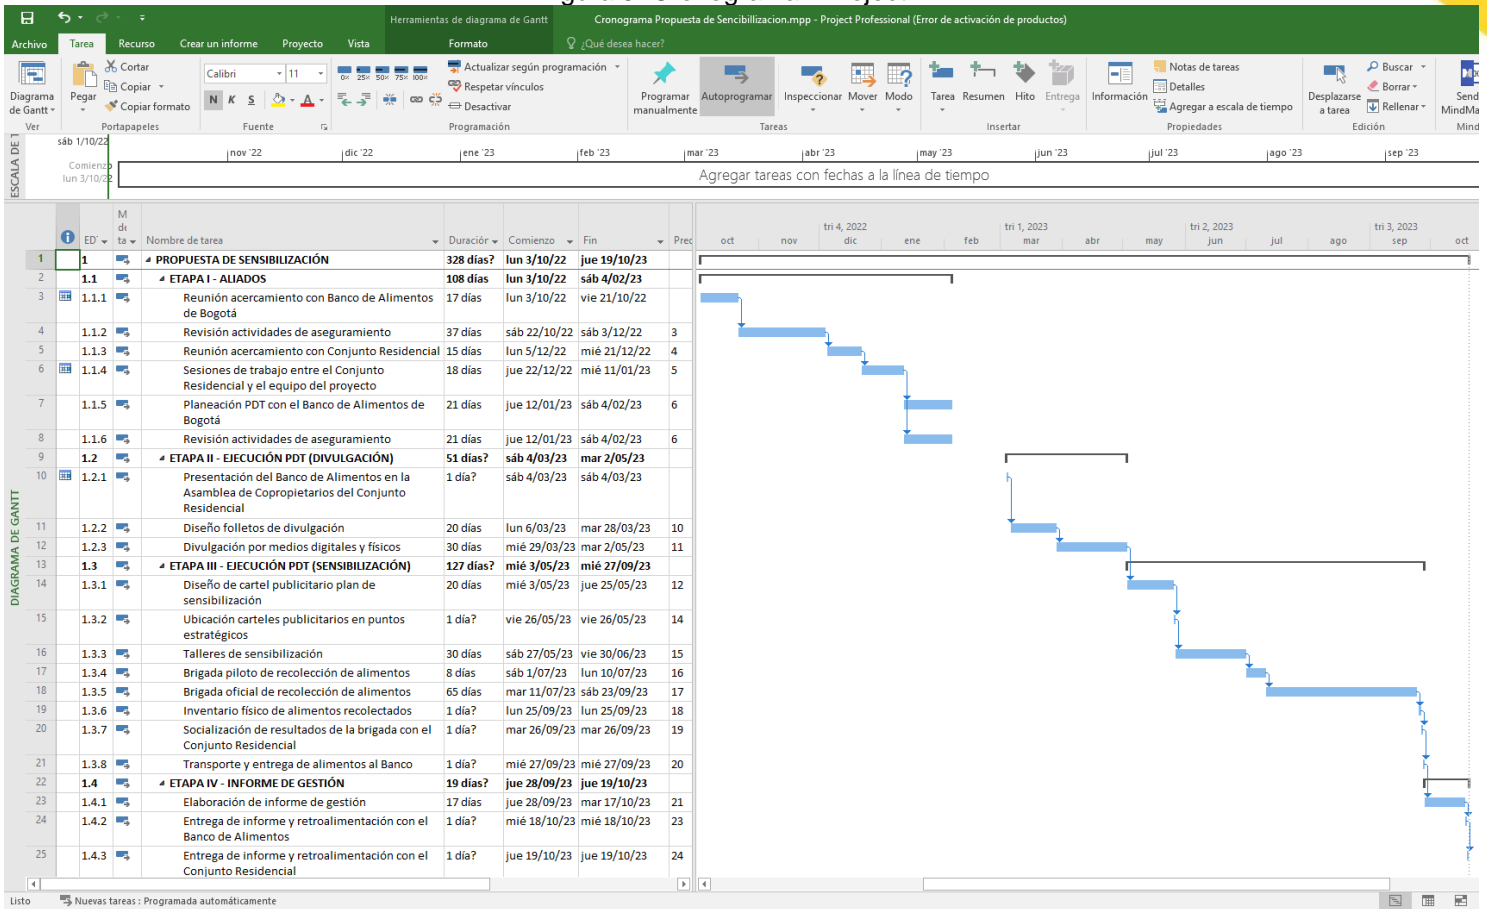 Herramientas de diagrama de Gantt
Cronograma Propuesta de Sencibillizacion.mpp - Project Professional (Error de activación de productos)
Archivo Tarea Recurso Crear un informe Proyecto Vista Formato ¿Qué desea hacer?
Diagrama de Gantt
Ver
Pegar
Cortar
Copiar
Copiar formato
Portapapeles
Calibri 11
N K S A
Fuente
0× 25× 50× 75× 100×
Actualizar según programación
Respetar vínculos
Desactivar
Programación
Programar manualmente
Autoprogramar
Inspeccionar Mover Modo
Tareas
Tarea Resumen Hito Entrega
Insertar
Información
Notas de tareas
Detalles
Agregar a escala de tiempo
Propiedades
Desplazarse a tarea
Buscar
Borrar
Rellenar
Edición
Send
MindMa
Mind
ESCALA DE T
sáb 1/10/22
Comienzo
lun 3/10/22
nov '22 dic '22 ene '23 feb '23 mar '23 abr '23 may '23 jun '23 jul '23 ago '23 sep '23
Agregar tareas con fechas a la línea de tiempo
DIAGRAMA DE GANTT
ED Nombre de tarea Duraciór Comienzo Fin Prec
tri 4, 2022 tri 1, 2023 tri 2, 2023 tri 3, 2023
oct nov dic ene feb mar abr may jun jul ago sep oct
1 1 PROPUESTA DE SENSIBILIZACIÓN 328 días? lun 3/10/22 jue 19/10/23
2 1.1 ETAPA I - ALIADOS 108 días lun 3/10/22 sáb 4/02/23
3 1.1.1 Reunión acercamiento con Banco de Alimentos 17 días lun 3/10/22 vie 21/10/22
de Bogotá
4 1.1.2 Revisión actividades de aseguramiento 37 días sáb 22/10/22 sáb 3/12/22 3
5 1.1.3 Reunión acercamiento con Conjunto Residencial 15 días lun 5/12/22 mié 21/12/22 4
6 1.1.4 Sesiones de trabajo entre el Conjunto 18 días jue 22/12/22 mié 11/01/23 5
Residencial y el equipo del proyecto
7 1.1.5 Planeación PDT con el Banco de Alimentos de 21 días jue 12/01/23 sáb 4/02/23 6
Bogotá
8 1.1.6 Revisión actividades de aseguramiento 21 días jue 12/01/23 sáb 4/02/23 6
9 1.2 ETAPA II - EJECUCIÓN PDT (DIVULGACIÓN) 51 días? sáb 4/03/23 mar 2/05/23
10 1.2.1 Presentación del Banco de Alimentos en la 1 día? sáb 4/03/23 sáb 4/03/23
Asamblea de Copropietarios del Conjunto
Residencial
11 1.2.2 Diseño folletos de divulgación 20 días lun 6/03/23 mar 28/03/23 10
12 1.2.3 Divulgación por medios digitales y físicos 30 días mié 29/03/23 mar 2/05/23 11
13 1.3 ETAPA III - EJECUCIÓN PDT (SENSIBILIZACIÓN) 127 días? mié 3/05/23 mié 27/09/23
14 1.3.1 Diseño de cartel publicitario plan de 20 días mié 3/05/23 jue 25/05/23 12
sensibilización
15 1.3.2 Ubicación carteles publicitarios en puntos 1 día? vie 26/05/23 vie 26/05/23 14
estratégicos
16 1.3.3 Talleres de sensibilización 30 días sáb 27/05/23 vie 30/06/23 15
17 1.3.4 Brigada piloto de recolección de alimentos 8 días sáb 1/07/23 lun 10/07/23 16
18 1.3.5 Brigada oficial de recolección de alimentos 65 días mar 11/07/23 sáb 23/09/23 17
19 1.3.6 Inventario físico de alimentos recolectados 1 día? lun 25/09/23 lun 25/09/23 18
20 1.3.7 Socialización de resultados de la brigada con el 1 día? mar 26/09/23 mar 26/09/23 19
Conjunto Residencial
21 1.3.8 Transporte y entrega de alimentos al Banco 1 día? mié 27/09/23 mié 27/09/23 20
22 1.4 ETAPA IV - INFORME DE GESTIÓN 19 días? jue 28/09/23 jue 19/10/23
23 1.4.1 Elaboración de informe de gestión 17 días jue 28/09/23 mar 17/10/23 21
24 1.4.2 Entrega de informe y retroalimentación con el 1 día? mié 18/10/23 mié 18/10/23 23
Banco de Alimentos
25 1.4.3 Entrega de informe y retroalimentación con el 1 día? jue 19/10/23 jue 19/10/23 24
Conjunto Residencial
Listo Nuevas tareas : Programada automáticamente